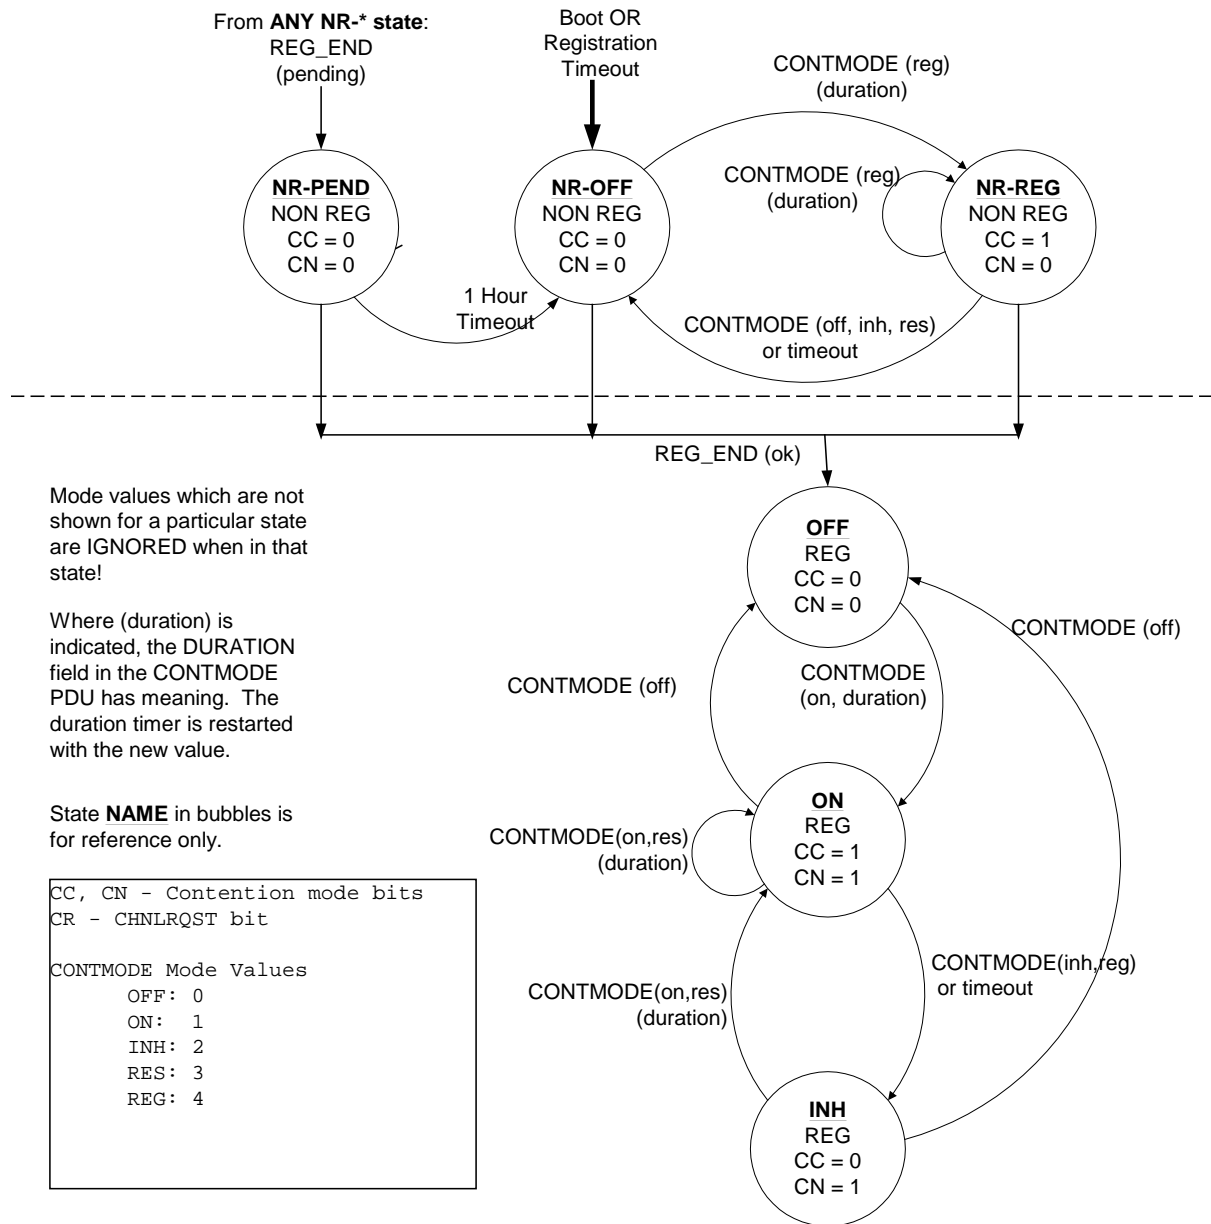 From ANY NR-* state:
REG_END
(pending)
Boot OR
Registration
Timeout
CONTMODE (reg)
(duration)
NR-PEND
NON REG
CC = 0
CN = 0
NR-OFF
NON REG
CC = 0
CN = 0
CONTMODE (reg)
(duration)
NR-REG
NON REG
CC = 1
CN = 0
1 Hour
Timeout
CONTMODE (off, inh, res)
or timeout
REG_END (ok)
Mode values which are not
shown for a particular state
are IGNORED when in that
state!
Where (duration) is
indicated, the DURATION
field in the CONTMODE
PDU has meaning. The
duration timer is restarted
with the new value.
State NAME in bubbles is
for reference only.
OFF
REG
CC = 0
CN = 0
CONTMODE (off)
CONTMODE (off)
CONTMODE
(on, duration)
ON
REG
CC = 1
CN = 1
CONTMODE(on,res)
(duration)
CONTMODE(inh,reg)
or timeout
CONTMODE(on,res)
(duration)
INH
REG
CC = 0
CN = 1
CC, CN - Contention mode bits
CR - CHNLRQST bit
CONTMODE Mode Values
OFF: 0
ON: 1
INH: 2
RES: 3
REG: 4